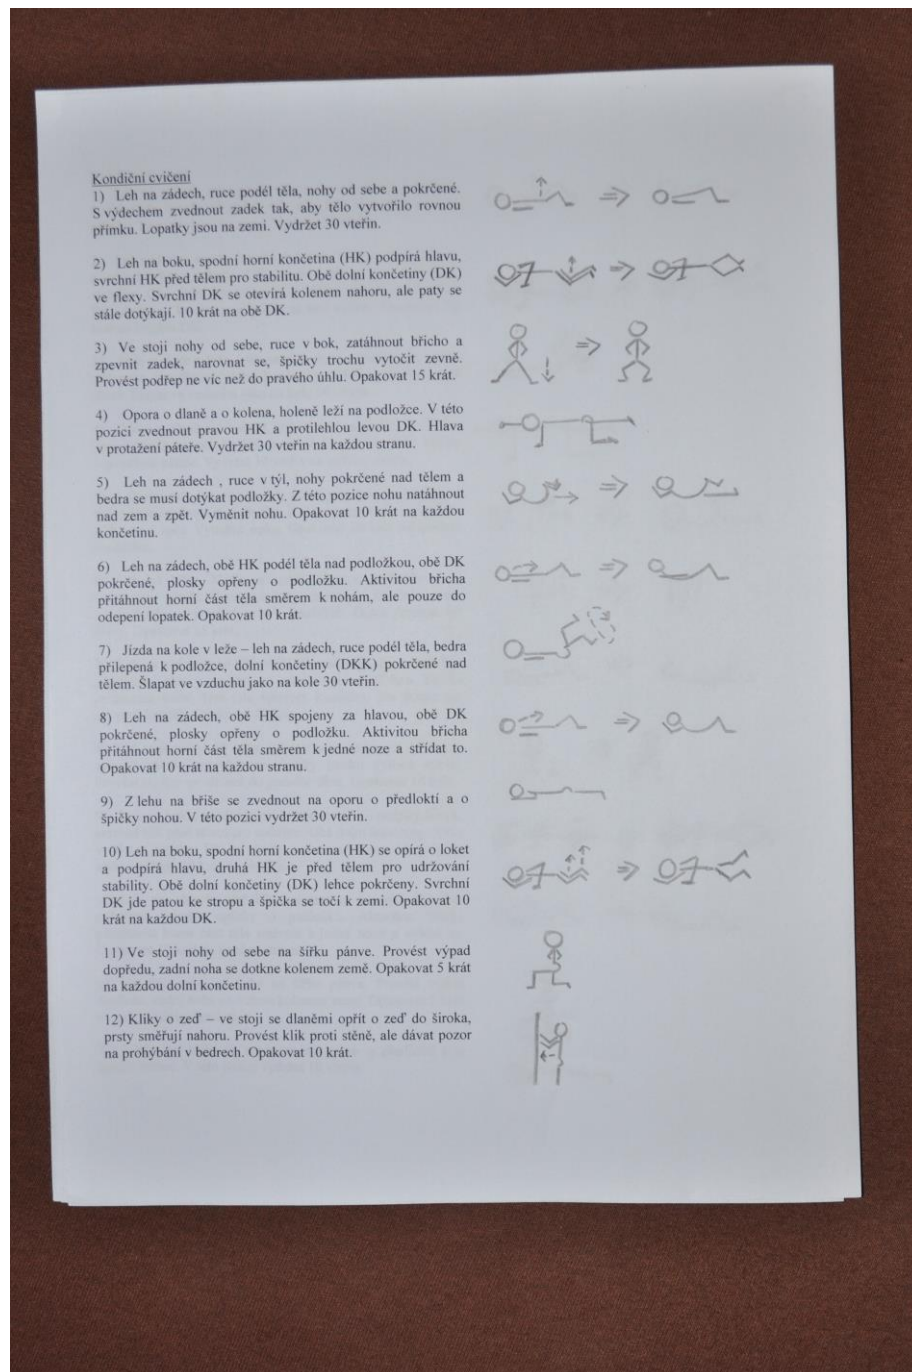 Kondiční cvičení
1) Leh na zádech, ruce podél těla, nohy od sebe a pokrčené.
S výdechem zvednout zadek tak, aby tělo vytvořilo rovnou
přímku. Lopatky jsou na zemi. Vydržet 30 vteřin.
2) Leh na boku, spodní horní končetina (HK) podpírá hlavu,
svrchní HK před tělem pro stabilitu. Obě dolní končetiny (DK)
ve flexy. Svrchní DK se otevírá kolenem nahoru, ale paty se
stále dotýkají. 10 krát na obě DK.
3) Ve stoji nohy od sebe, ruce v bok, zatáhnout břicho a
zpevnit zadek, narovnat se, špičky trochu vytočit zevně.
Provést podřep ne víc než do pravého úhlu. Opakovat 15 krát.
4) Opora o dlaně a o kolena, holeně leží na podložce. V této
pozici zvednout pravou HK a protilehlou levou DK. Hlava
v protažení páteře. Vydržet 30 vteřin na každou stranu.
5) Leh na zádech , ruce v týl, nohy pokrčené nad tělem a
bedra se musí dotýkat podložky. Z této pozice nohu natáhnout
nad zem a zpět. Vyměnit nohu. Opakovat 10 krát na každou
končetinu.
6) Leh na zádech, obě HK podél těla nad podložkou, obě DK
pokrčené, plosky opřeny o podložku. Aktivitou břicha
přitáhnout horní část těla směrem k nohám, ale pouze do
odepení lopatek. Opakovat 10 krát.
7) Jízda na kole v leže – leh na zádech, ruce podél těla, bedra
přilepená k podložce, dolní končetiny (DKK) pokrčené nad
tělem. Šlapat ve vzduchu jako na kole 30 vteřin.
8) Leh na zádech, obě HK spojeny za hlavou, obě DK
pokrčené, plosky opřeny o podložku. Aktivitou břicha
přitáhnout horní část těla směrem k jedné noze a střídat to.
Opakovat 10 krát na každou stranu.
9) Z lehu na břiše se zvednout na oporu o předloktí a o
špičky nohou. V této pozici vydržet 30 vteřin.
10) Leh na boku, spodní horní končetina (HK) se opírá o loket
a podpírá hlavu, druhá HK je před tělem pro udržování
stability. Obě dolní končetiny (DK) lehce pokrčeny. Svrchní
DK jde patou ke stropu a špička se točí k zemi. Opakovat 10
krát na každou DK.
11) Ve stoji nohy od sebe na šířku pánve. Provést výpad
dopředu, zadní noha se dotkne kolenem země. Opakovat 5 krát
na každou dolní končetinu.
12) Kliky o zeď – ve stoji se dlaněmi opřít o zeď do široka,
prsty směřují nahoru. Provést klik proti stěně, ale dávat pozor
na prohýbání v bedrech. Opakovat 10 krát.